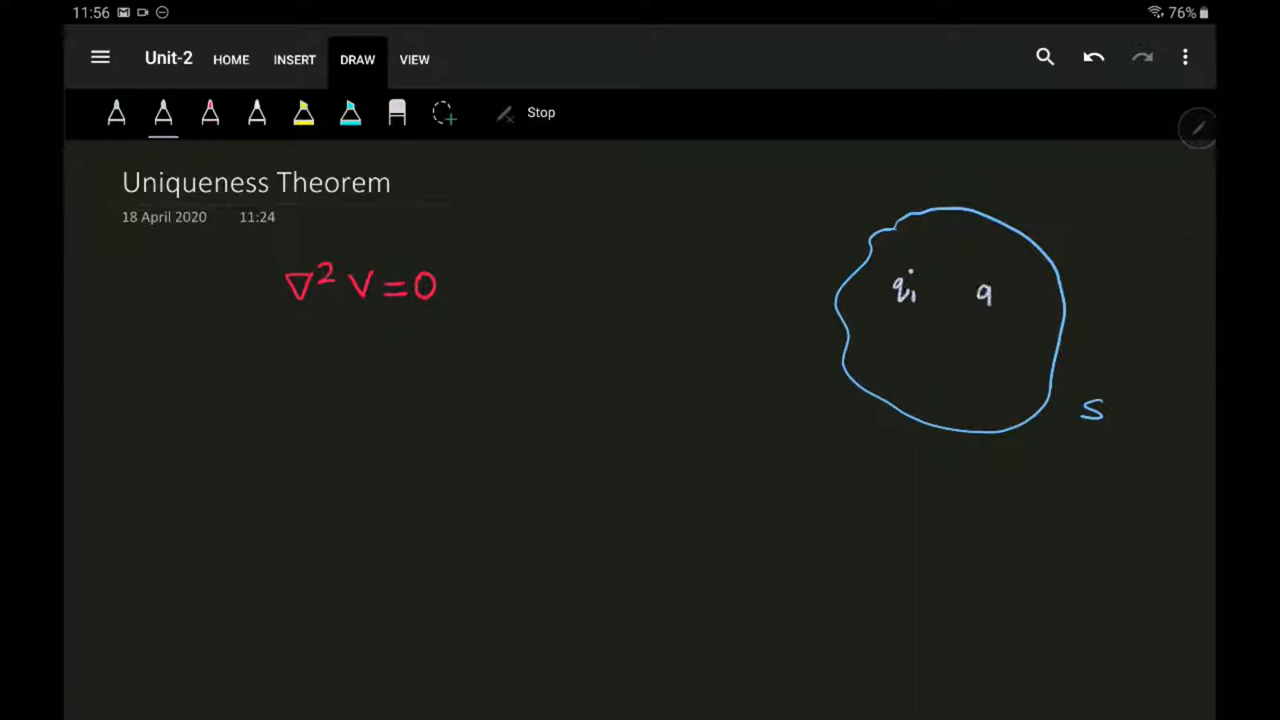 11:56 76%
Unit-2 HOME INSERT DRAW VIEW
Stop
Uniqueness Theorem
18 April 2020 11:24
∇² V = 0
q₁ q
S